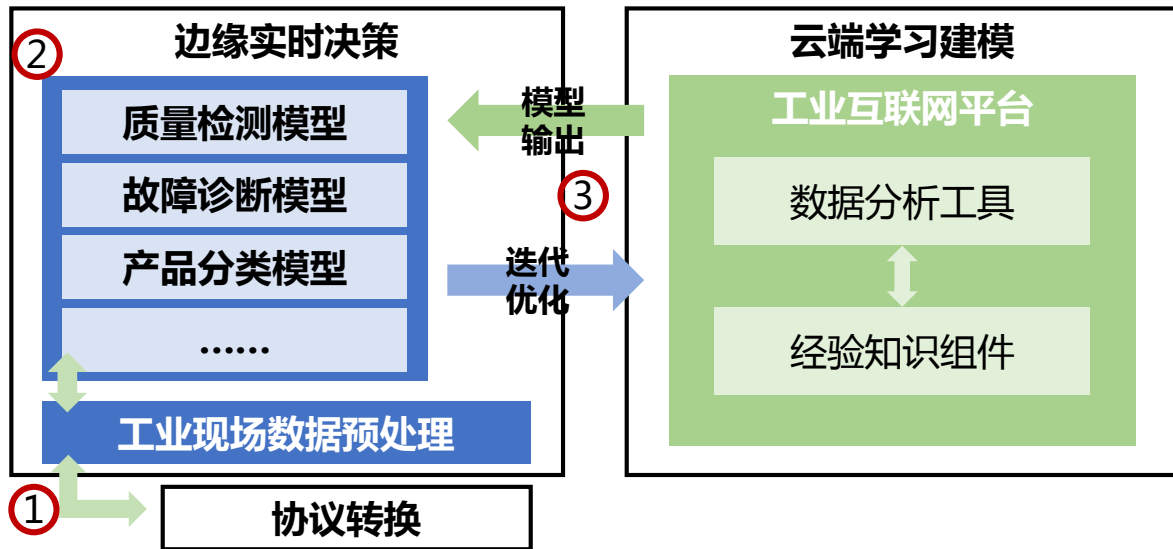 ②
边缘实时决策
质量检测模型
故障诊断模型
产品分类模型
......
工业现场数据预处理
①
协议转换
模型
输出
③
迭代
优化
云端学习建模
工业互联网平台
数据分析工具
经验知识组件